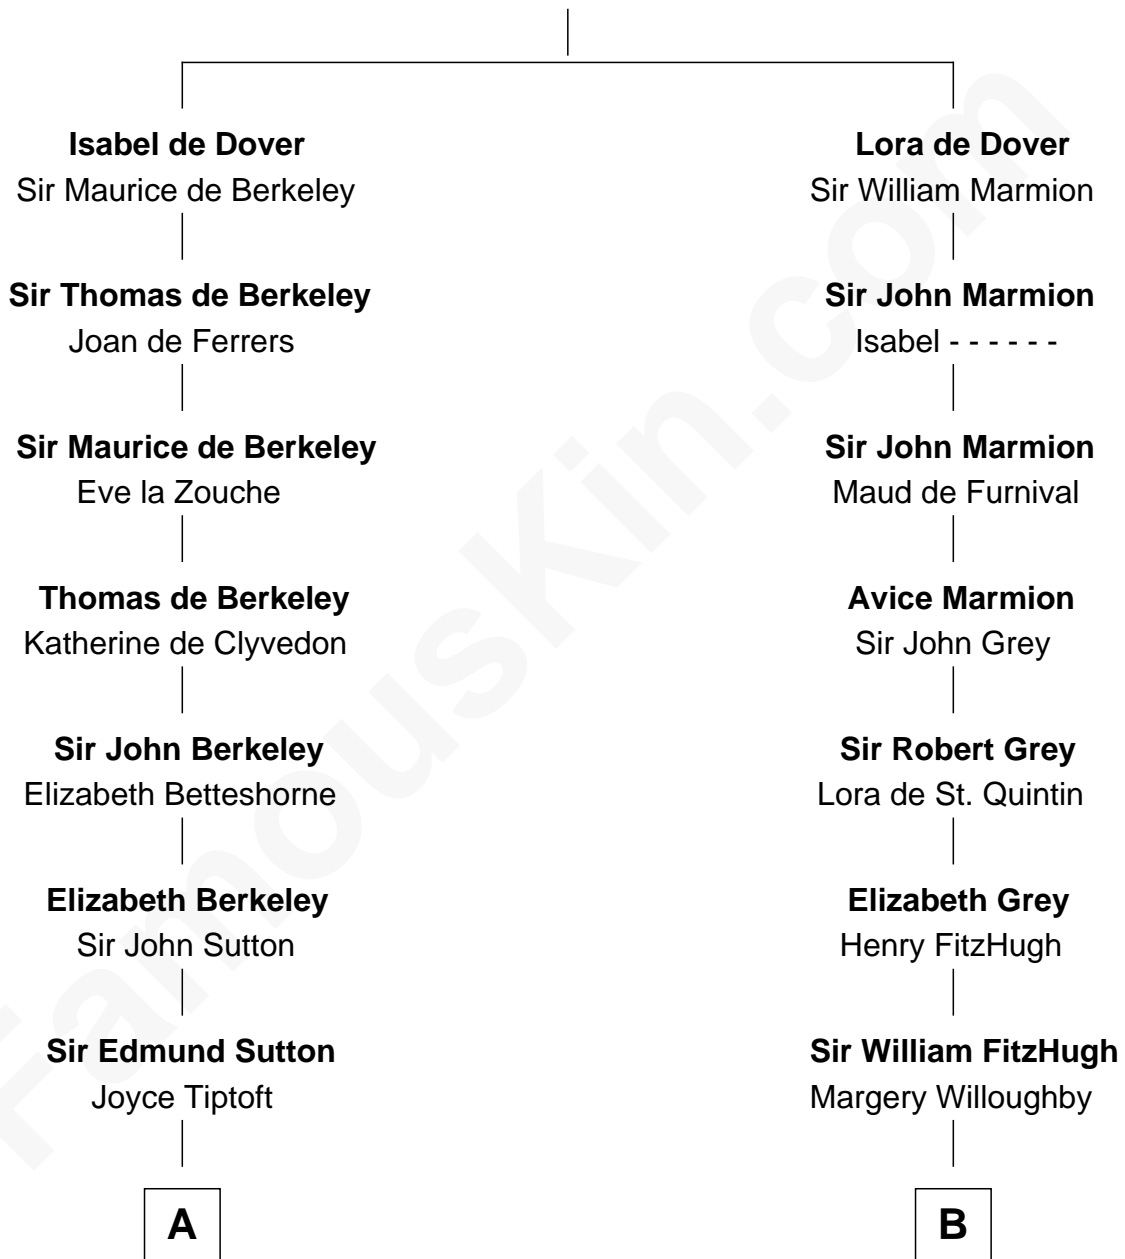 Isabel de Dover
Sir Maurice de Berkeley
Lora de Dover
Sir William Marmion
Sir Thomas de Berkeley
Joan de Ferrers
Sir John Marmion
Isabel - - - - - -
Sir Maurice de Berkeley
Eve la Zouche
Sir John Marmion
Maud de Furnival
Thomas de Berkeley
Katherine de Clyvedon
Avice Marmion
Sir John Grey
Sir John Berkeley
Elizabeth Betteshorne
Sir Robert Grey
Lora de St. Quintin
Elizabeth Berkeley
Sir John Sutton
Elizabeth Grey
Henry FitzHugh
Sir Edmund Sutton
Joyce Tiptoft
Sir William FitzHugh
Margery Willoughby
A
B
FamousKin.com